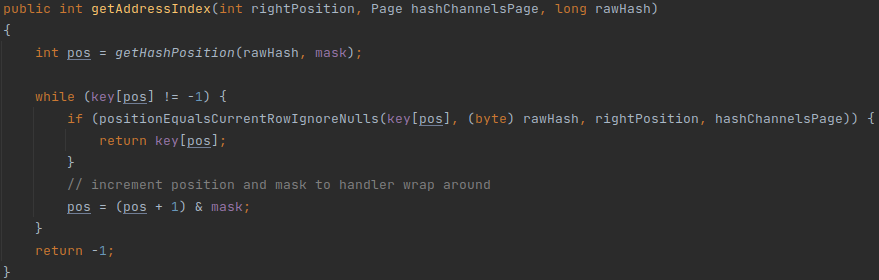 public int getAddressIndex(int rightPosition, Page hashChannelsPage, long rawHash)
{
    int pos = getHashPosition(rawHash, mask);

    while (key[pos] != -1) {
        if (positionEqualsCurrentRowIgnoreNulls(key[pos], (byte) rawHash, rightPosition, hashChannelsPage)) {
            return key[pos];
        }
        // increment position and mask to handler wrap around
        pos = (pos + 1) & mask;
    }
    return -1;
}